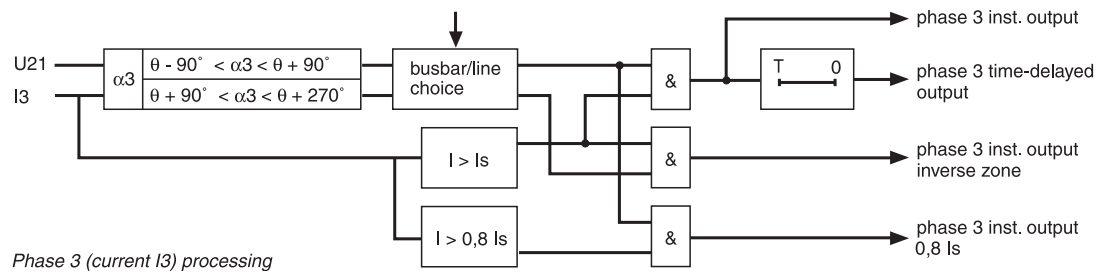 phase 3 inst. output
U21
α3
θ - 90° < α3 < θ + 90°
busbar/line
choice
&
T 0
phase 3 time-delayed
output
I3
θ + 90° < α3 < θ + 270°
I > Is
&
phase 3 inst. output
inverse zone
I > 0,8 Is
&
phase 3 inst. output
0,8 Is
Phase 3 (current I3) processing